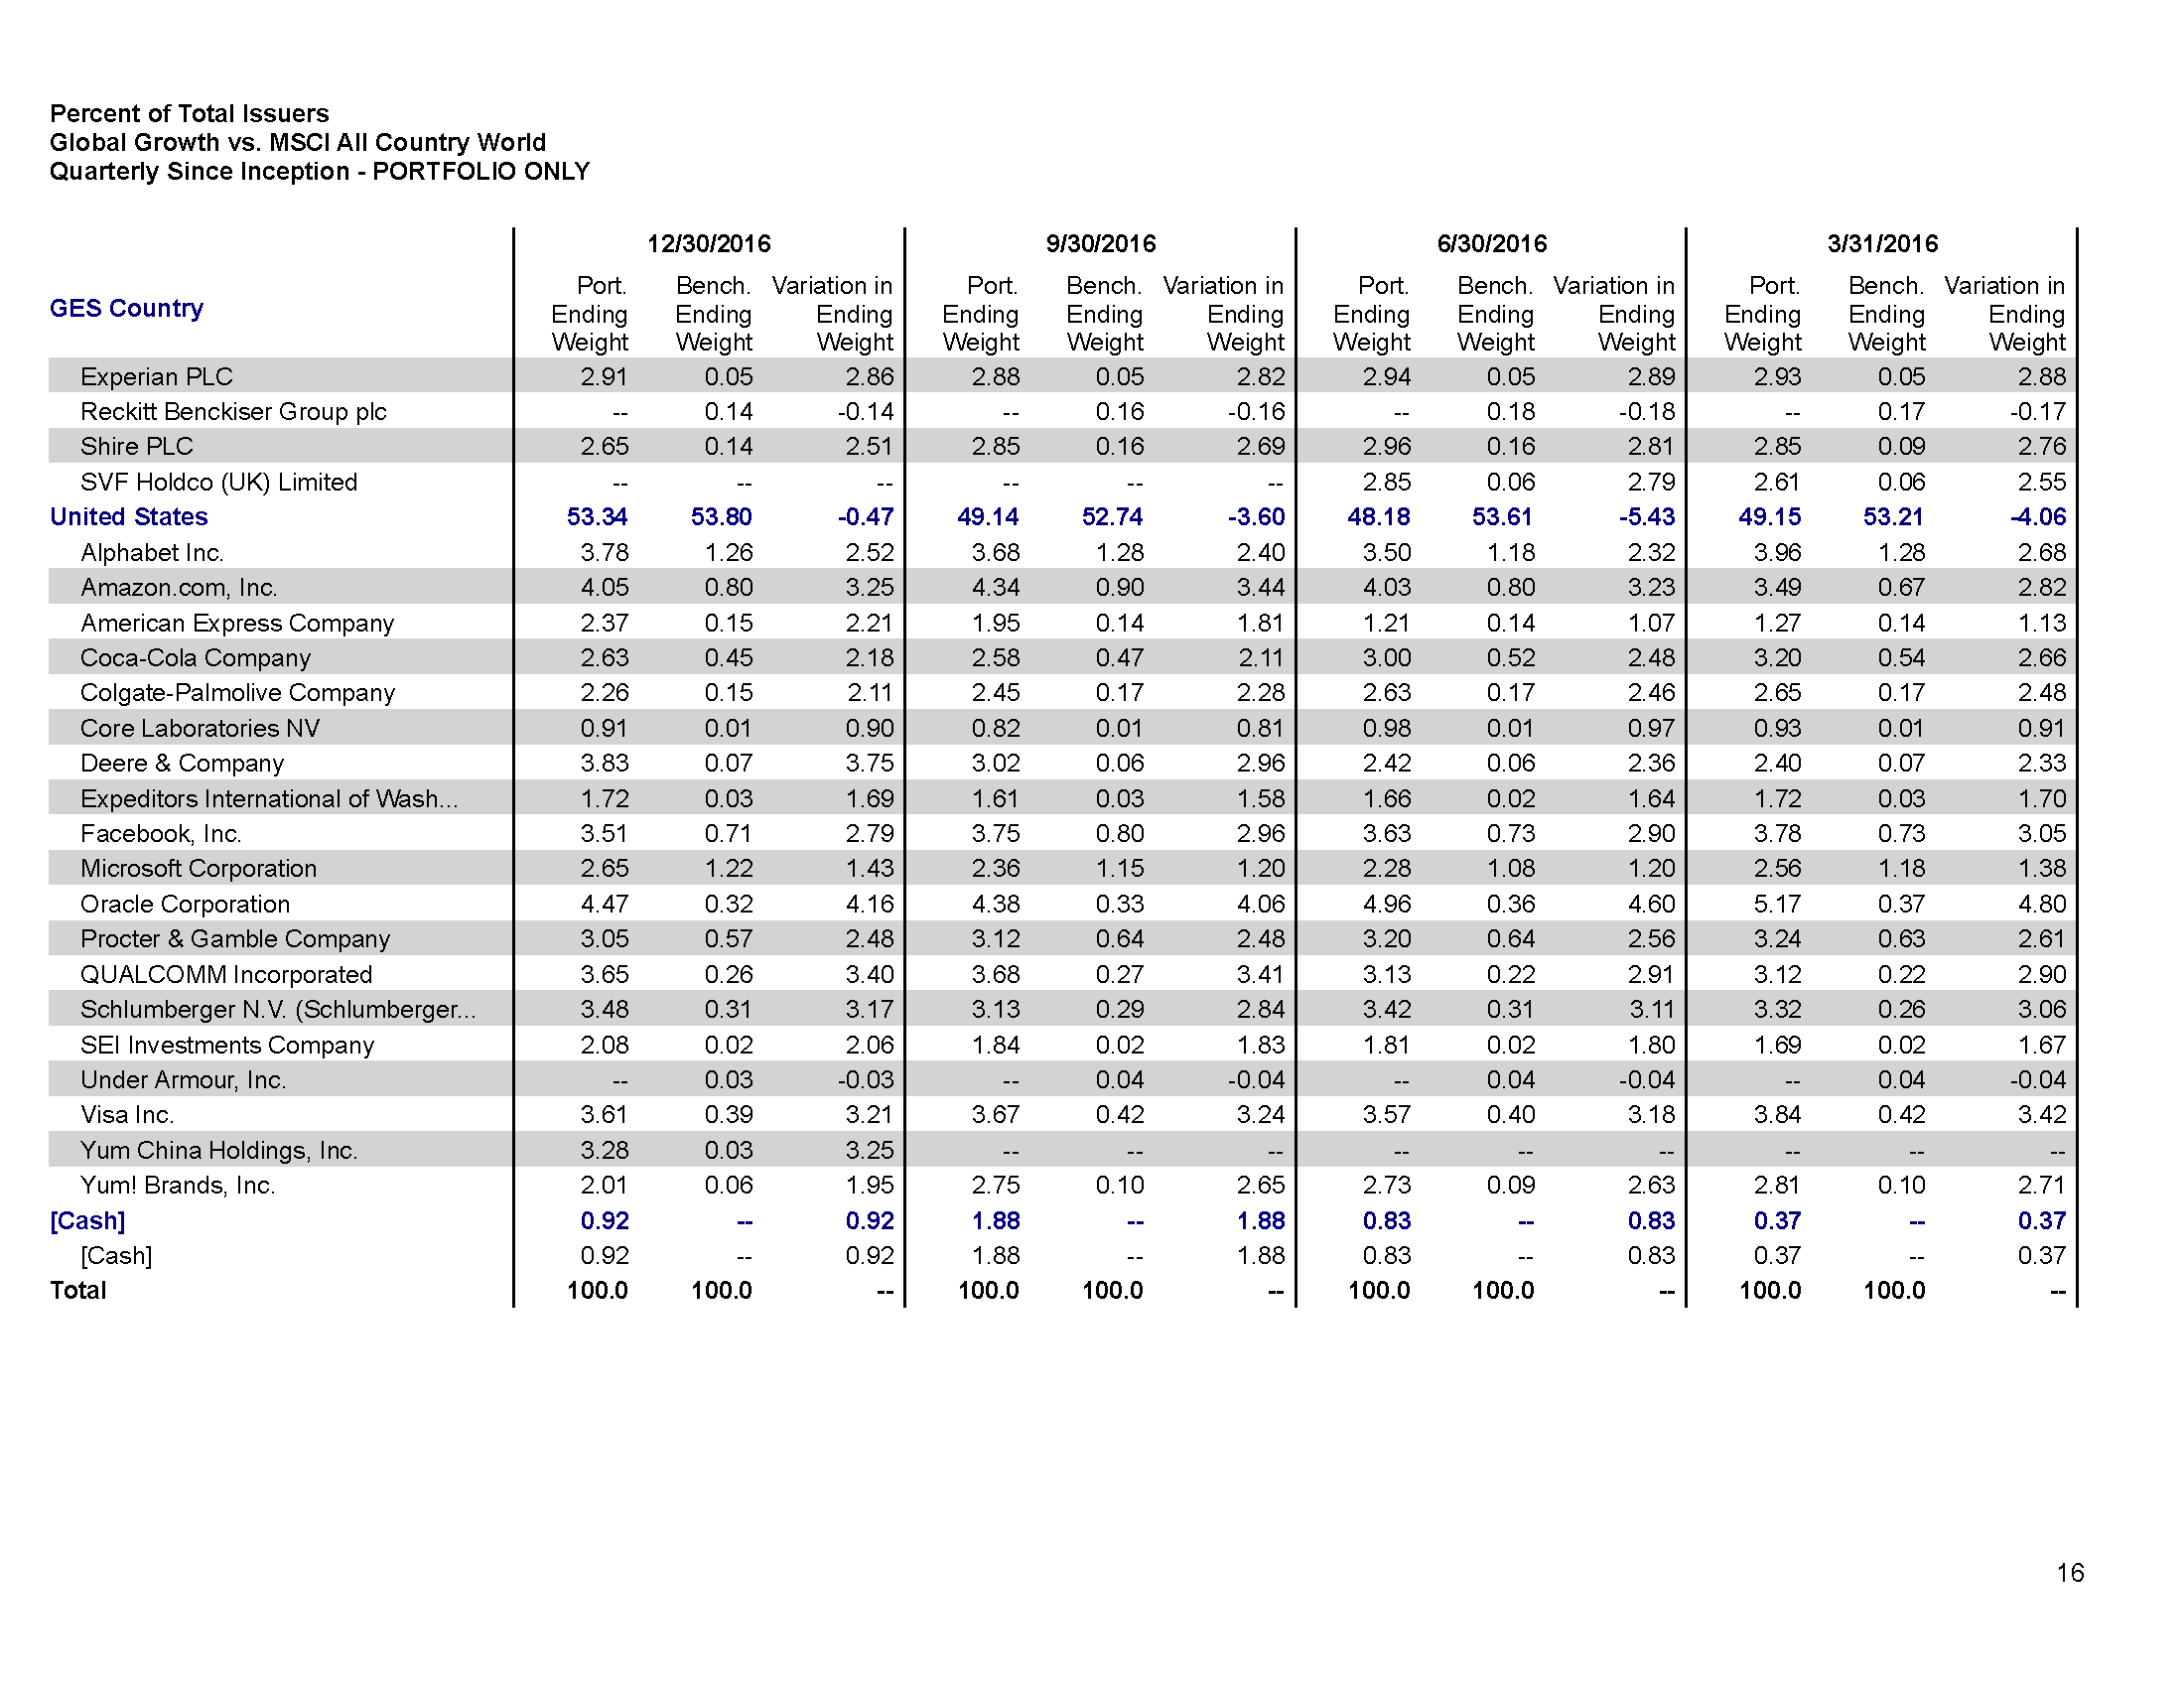 Percent of Total Issuers
Global Growth vs. MSCI All Country World
Quarterly Since Inception - PORTFOLIO ONLY
12/30/2016 9/30/2016 6/30/2016 3/31/2016
GES Country
Port. Bench. Variation in Port. Bench. Variation in Port. Bench. Variation in Port. Bench. Variation in
Ending Ending Ending Ending Ending Ending Ending Ending Ending Ending Ending Ending
Weight Weight Weight Weight Weight Weight Weight Weight Weight Weight Weight Weight
Experian PLC 2.91 0.05 2.86 2.88 0.05 2.82 2.94 0.05 2.89 2.93 0.05 2.88
Reckitt Benckiser Group plc -- 0.14 -0.14 -- 0.16 -0.16 -- 0.18 -0.18 -- 0.17 -0.17
Shire PLC 2.65 0.14 2.51 2.85 0.16 2.69 2.96 0.16 2.81 2.85 0.09 2.76
SVF Holdco (UK) Limited -- -- -- -- -- -- 2.85 0.06 2.79 2.61 0.06 2.55
United States 53.34 53.80 -0.47 49.14 52.74 -3.60 48.18 53.61 -5.43 49.15 53.21 -4.06
Alphabet Inc. 3.78 1.26 2.52 3.68 1.28 2.40 3.50 1.18 2.32 3.96 1.28 2.68
Amazon.com, Inc. 4.05 0.80 3.25 4.34 0.90 3.44 4.03 0.80 3.23 3.49 0.67 2.82
American Express Company 2.37 0.15 2.21 1.95 0.14 1.81 1.21 0.14 1.07 1.27 0.14 1.13
Coca-Cola Company 2.63 0.45 2.18 2.58 0.47 2.11 3.00 0.52 2.48 3.20 0.54 2.66
Colgate-Palmolive Company 2.26 0.15 2.11 2.45 0.17 2.28 2.63 0.17 2.46 2.65 0.17 2.48
Core Laboratories NV 0.91 0.01 0.90 0.82 0.01 0.81 0.98 0.01 0.97 0.93 0.01 0.91
Deere & Company 3.83 0.07 3.75 3.02 0.06 2.96 2.42 0.06 2.36 2.40 0.07 2.33
Expeditors International of Wash... 1.72 0.03 1.69 1.61 0.03 1.58 1.66 0.02 1.64 1.72 0.03 1.70
Facebook, Inc. 3.51 0.71 2.79 3.75 0.80 2.96 3.63 0.73 2.90 3.78 0.73 3.05
Microsoft Corporation 2.65 1.22 1.43 2.36 1.15 1.20 2.28 1.08 1.20 2.56 1.18 1.38
Oracle Corporation 4.47 0.32 4.16 4.38 0.33 4.06 4.96 0.36 4.60 5.17 0.37 4.80
Procter & Gamble Company 3.05 0.57 2.48 3.12 0.64 2.48 3.20 0.64 2.56 3.24 0.63 2.61
QUALCOMM Incorporated 3.65 0.26 3.40 3.68 0.27 3.41 3.13 0.22 2.91 3.12 0.22 2.90
Schlumberger N.V. (Schlumberger... 3.48 0.31 3.17 3.13 0.29 2.84 3.42 0.31 3.11 3.32 0.26 3.06
SEI Investments Company 2.08 0.02 2.06 1.84 0.02 1.83 1.81 0.02 1.80 1.69 0.02 1.67
Under Armour, Inc. -- 0.03 -0.03 -- 0.04 -0.04 -- 0.04 -0.04 -- 0.04 -0.04
Visa Inc. 3.61 0.39 3.21 3.67 0.42 3.24 3.57 0.40 3.18 3.84 0.42 3.42
Yum China Holdings, Inc. 3.28 0.03 3.25 -- -- -- -- -- -- -- -- --
Yum! Brands, Inc. 2.01 0.06 1.95 2.75 0.10 2.65 2.73 0.09 2.63 2.81 0.10 2.71
[Cash] 0.92 -- 0.92 1.88 -- 1.88 0.83 -- 0.83 0.37 -- 0.37
[Cash] 0.92 -- 0.92 1.88 -- 1.88 0.83 -- 0.83 0.37 -- 0.37
Total 100.0 100.0 -- 100.0 100.0 -- 100.0 100.0 -- 100.0 100.0 --
16